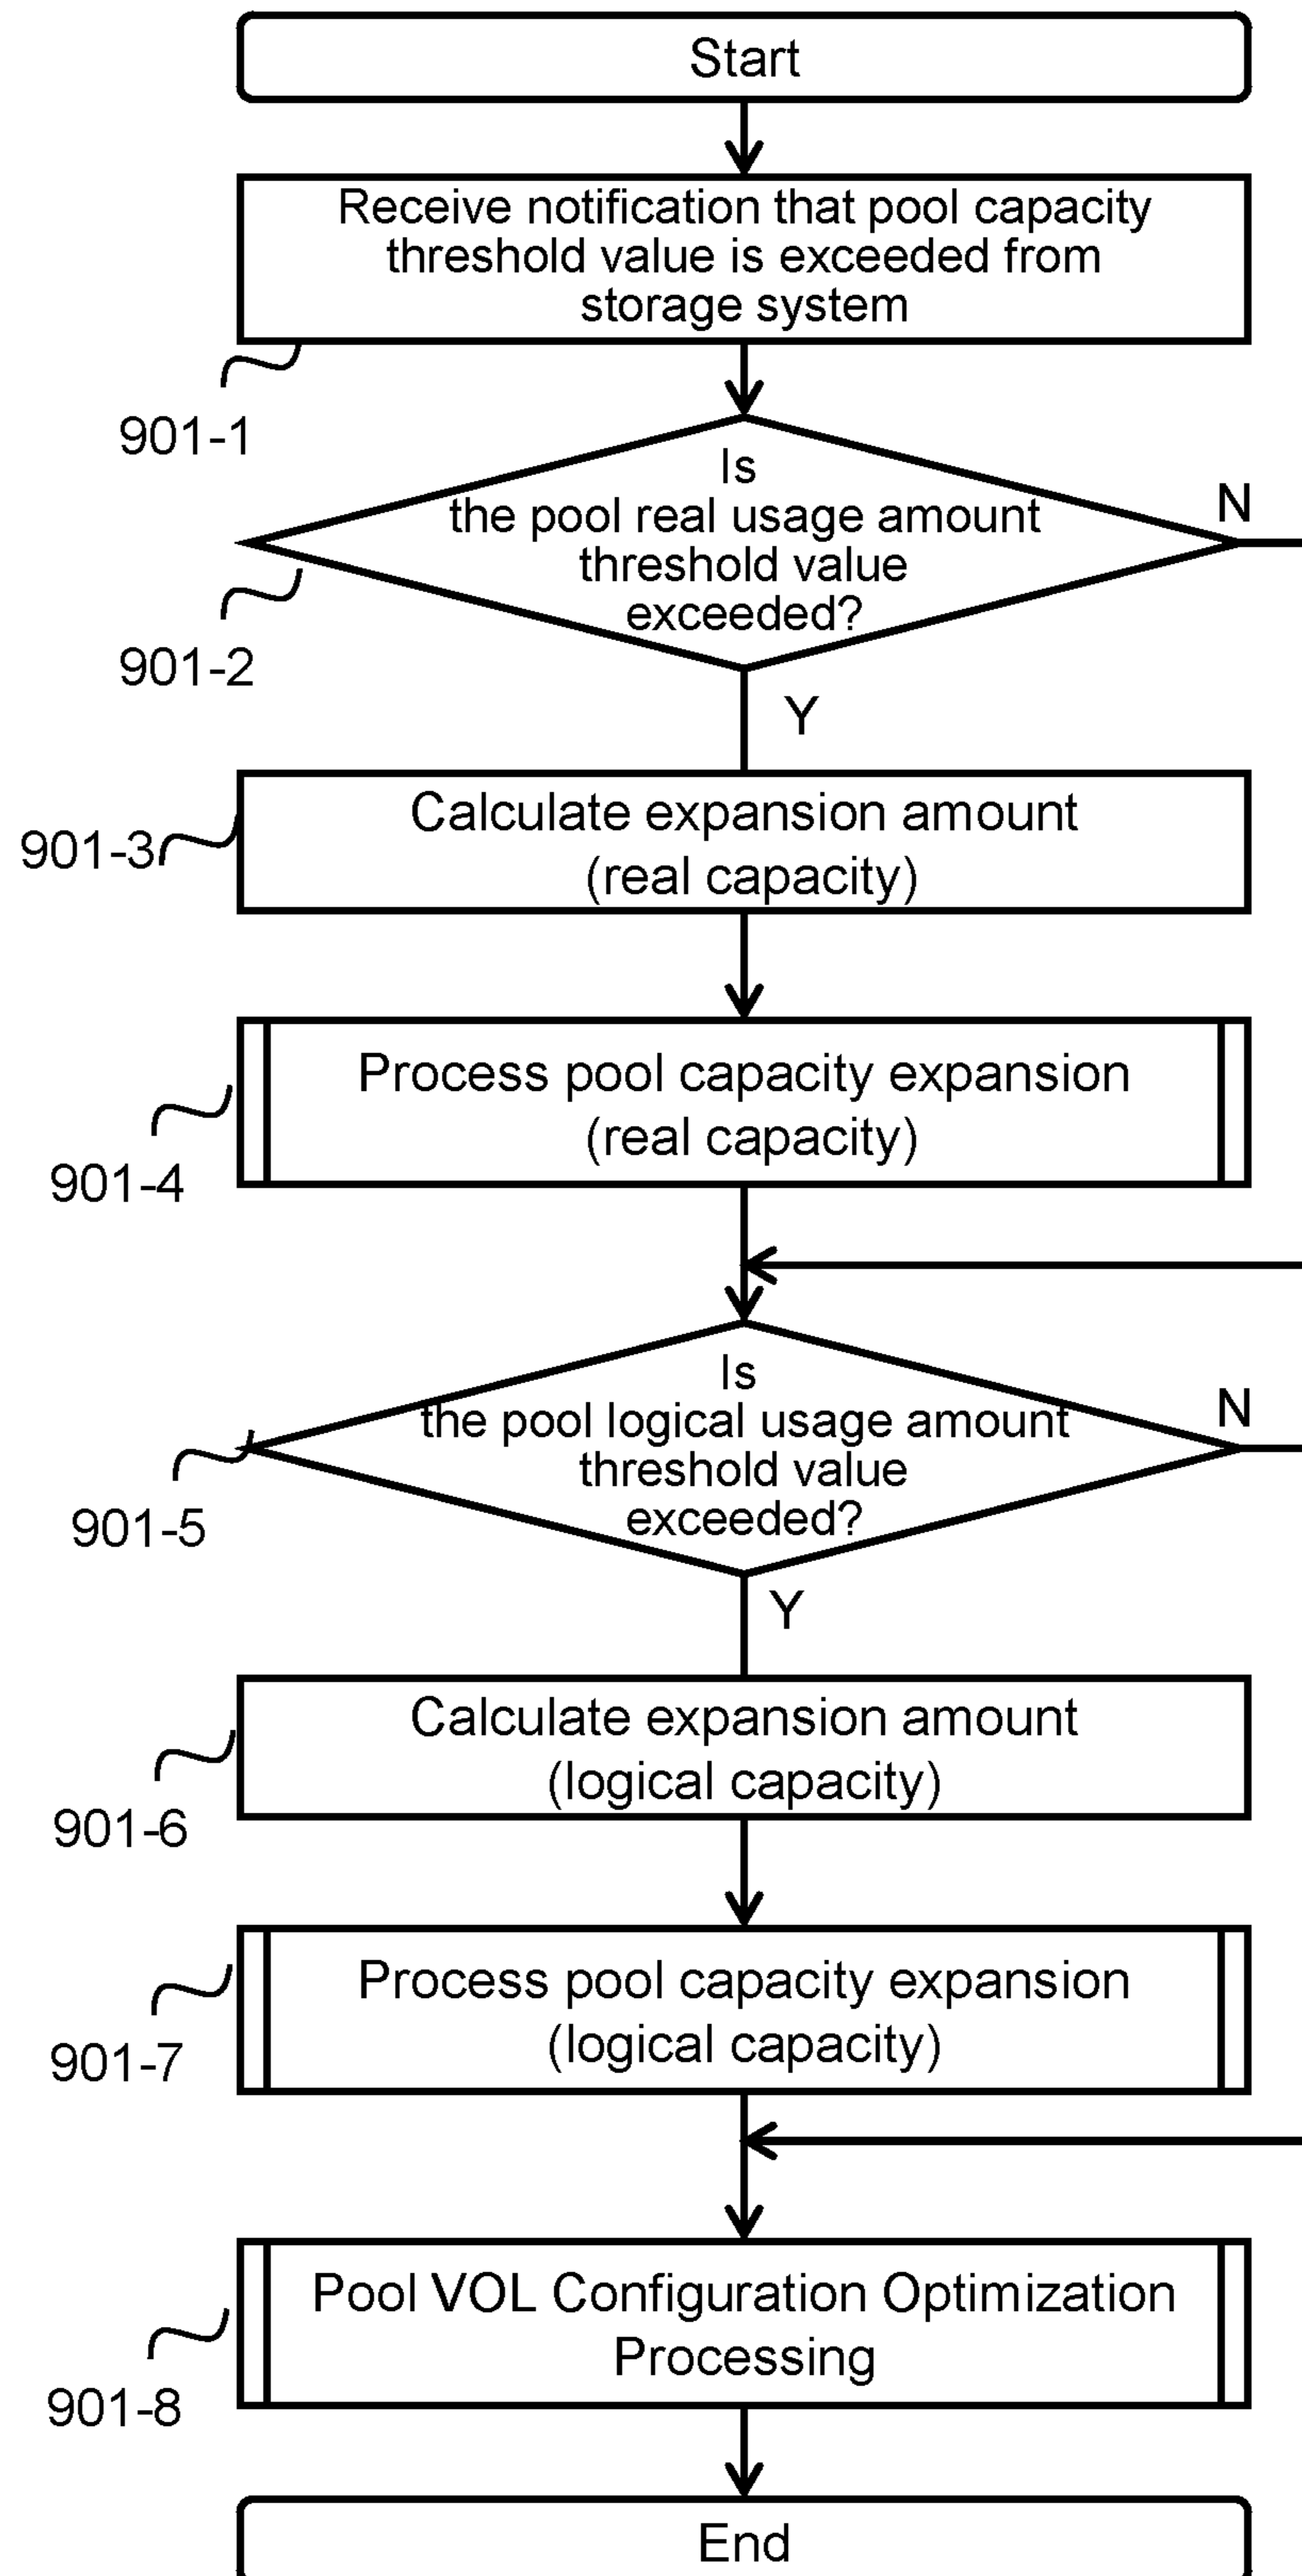 Start
Receive notification that pool capacity
threshold value is exceeded from
storage system
901-1
Is
the pool real usage amount
threshold value
exceeded?
N
901-2
Y
Calculate expansion amount
(real capacity)
901-3
Process pool capacity expansion
(real capacity)
901-4
Is
the pool logical usage amount
threshold value
exceeded?
N
901-5
Y
Calculate expansion amount
(logical capacity)
901-6
Process pool capacity expansion
(logical capacity)
901-7
Pool VOL Configuration Optimization
Processing
901-8
End